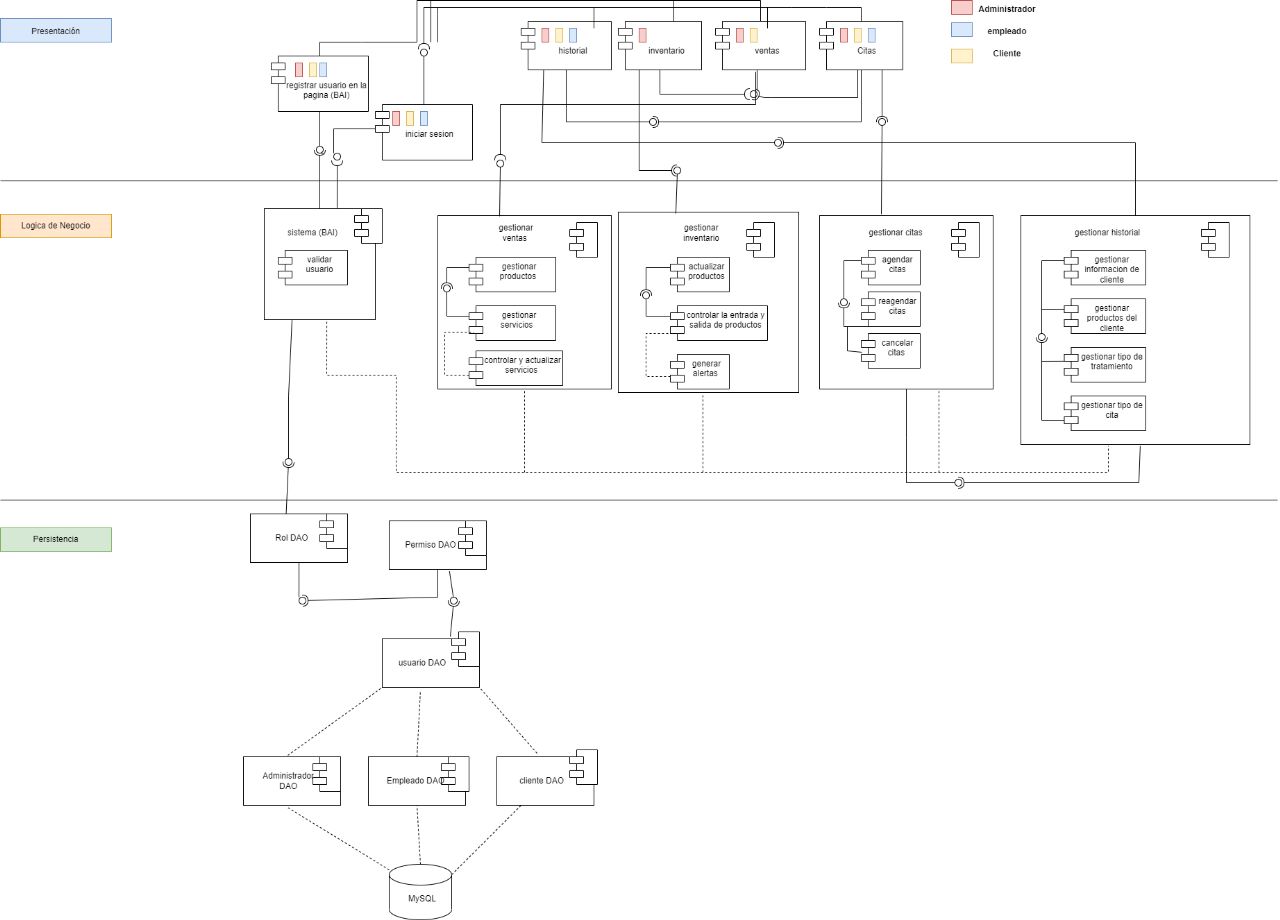 Administrador
Presentación
empleado
Cliente
historial
inventario
ventas
Citas
registrar usuario en la
pagina (BAI)
iniciar sesion
Logica de Negocio
sistema (BAI)
validar
usuario
gestionar
ventas
gestionar
productos
gestionar
servicios
controlar y actualizar
servicios
gestionar
inventario
actualizar
productos
controlar la entrada y
salida de productos
generar
alertas
gestionar citas
agendar
citas
reagendar
citas
cancelar
citas
gestionar historial
gestionar
informacion de
cliente
gestionar
productos del
cliente
gestionar tipo de
tratamiento
gestionar tipo de
cita
Persistencia
Rol DAO
Permiso DAO
usuario DAO
Administrador
DAO
Empleado DAO
cliente DAO
MySQL